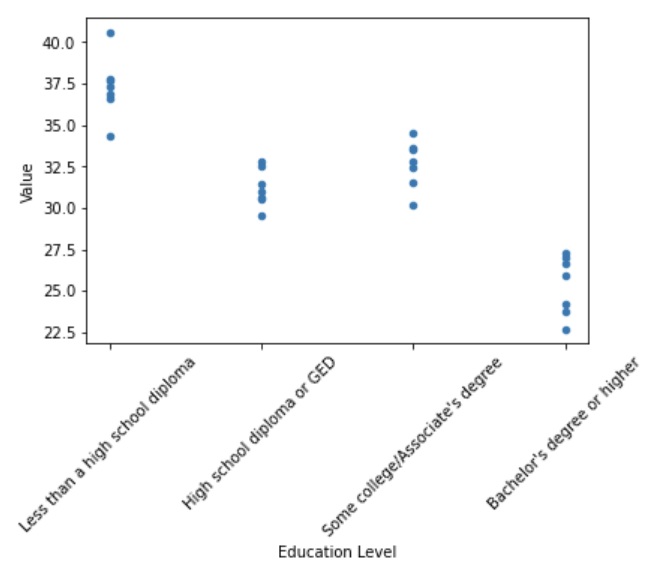 40.0
37.5
35.0
32.5
30.0
27.5
25.0
22.5
Value
Less than a high school diploma
High school diploma or GED
Some college/Associate's degree
Bachelor's degree or higher
Education Level